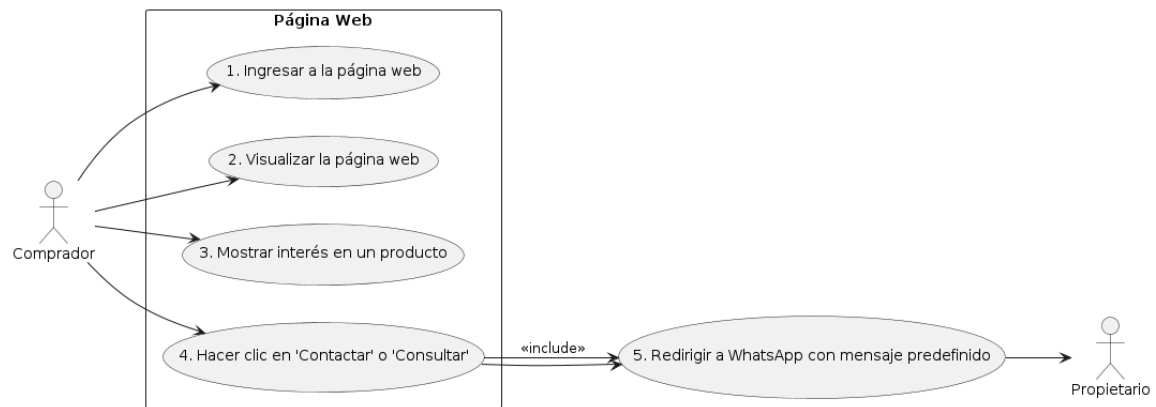 Página Web
1. Ingresar a la página web
2. Visualizar la página web
Comprador
3. Mostrar interés en un producto
4. Hacer clic en 'Contactar' o 'Consultar'
«include»
5. Redirigir a WhatsApp con mensaje predefinido
Propietario